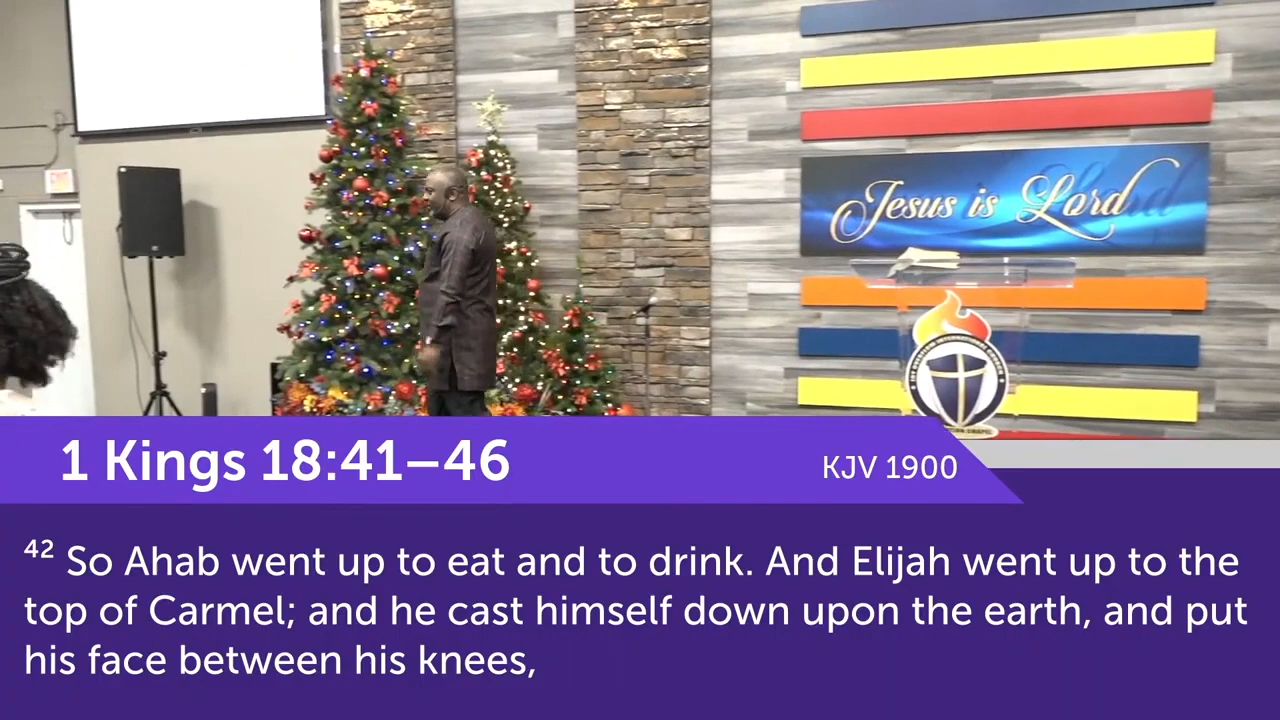 Jesus is Lord
1 Kings 18:41–46
KJV 1900
42 So Ahab went up to eat and to drink. And Elijah went up to the
top of Carmel; and he cast himself down upon the earth, and put
his face between his knees,